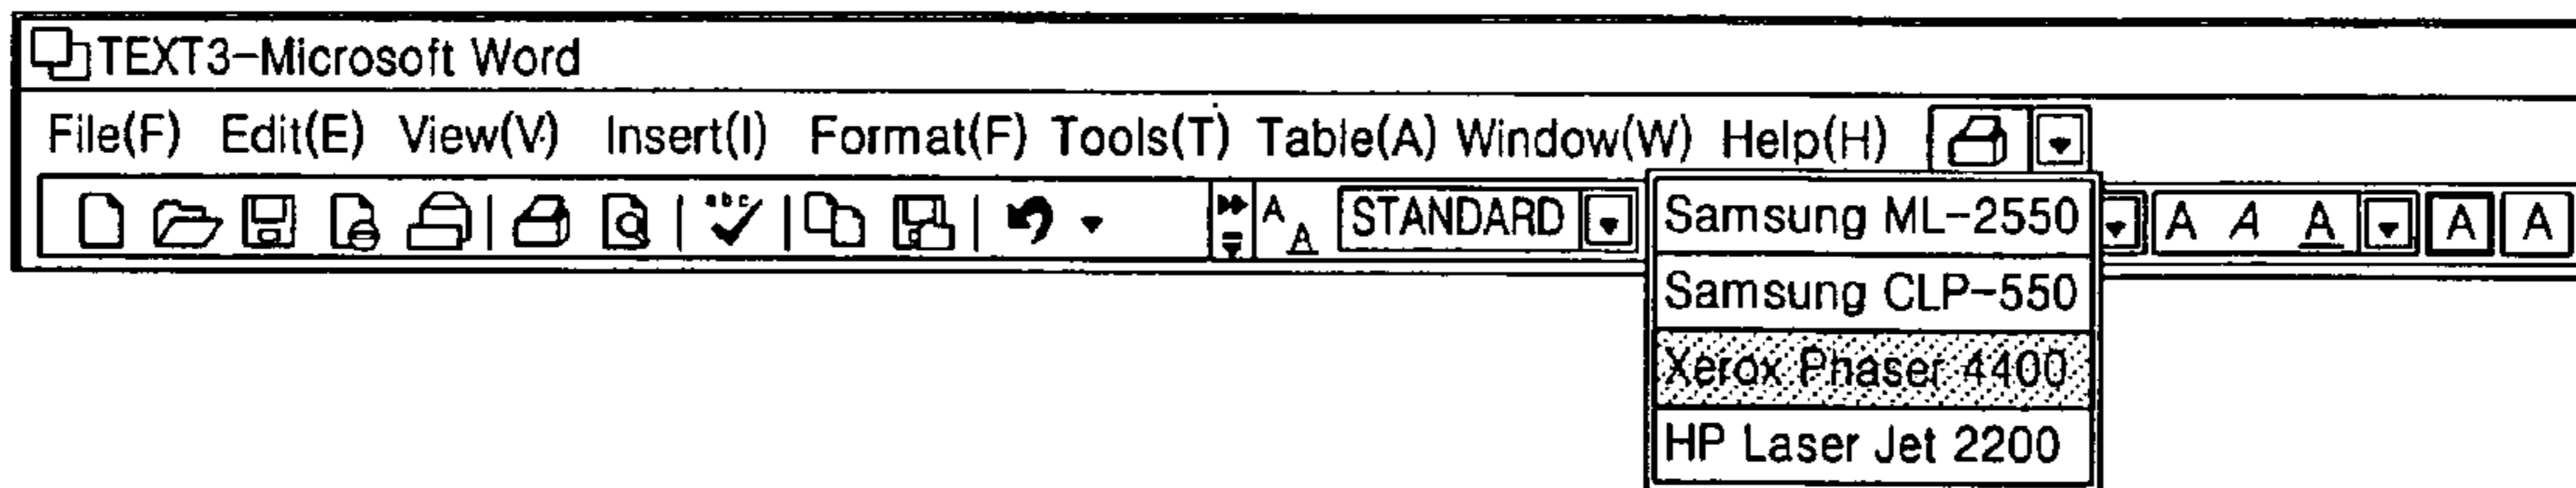 TEXT3-Microsoft Word
File(F) Edit(E) View(V) Insert(I) Format(F) Tools(T) Table(A) Window(W) Help(H)
abc A A STANDARD A A A A A
Samsung ML-2550
Samsung CLP-550
Xerox Phaser 4400
HP Laser Jet 2200